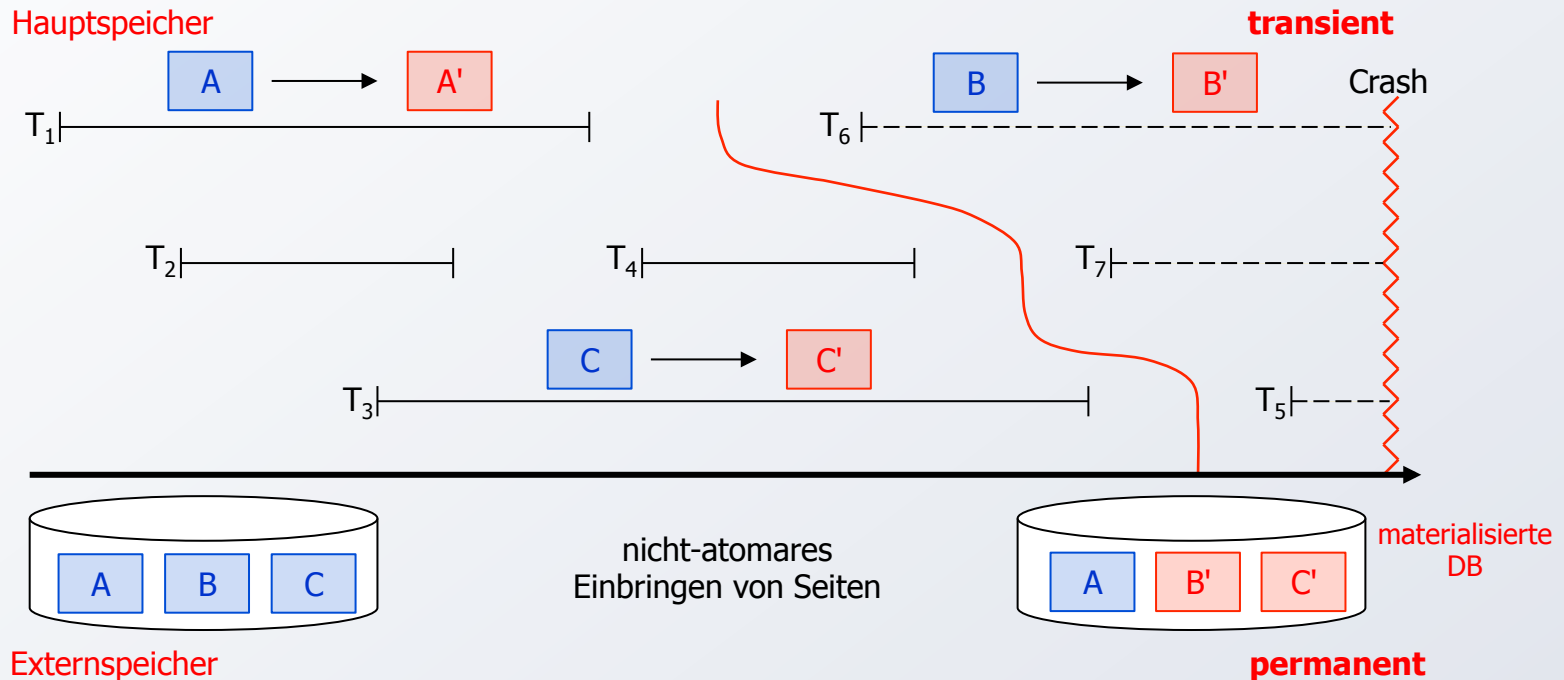 Hauptspeicher
transient
A
A'
B
B'
Crash
T1
T6
T2
T4
T7
C
C'
T3
T5
nicht-atomares
Einbringen von Seiten
A
B
C
A
B'
C'
materialisierte
DB
Externspeicher
permanent